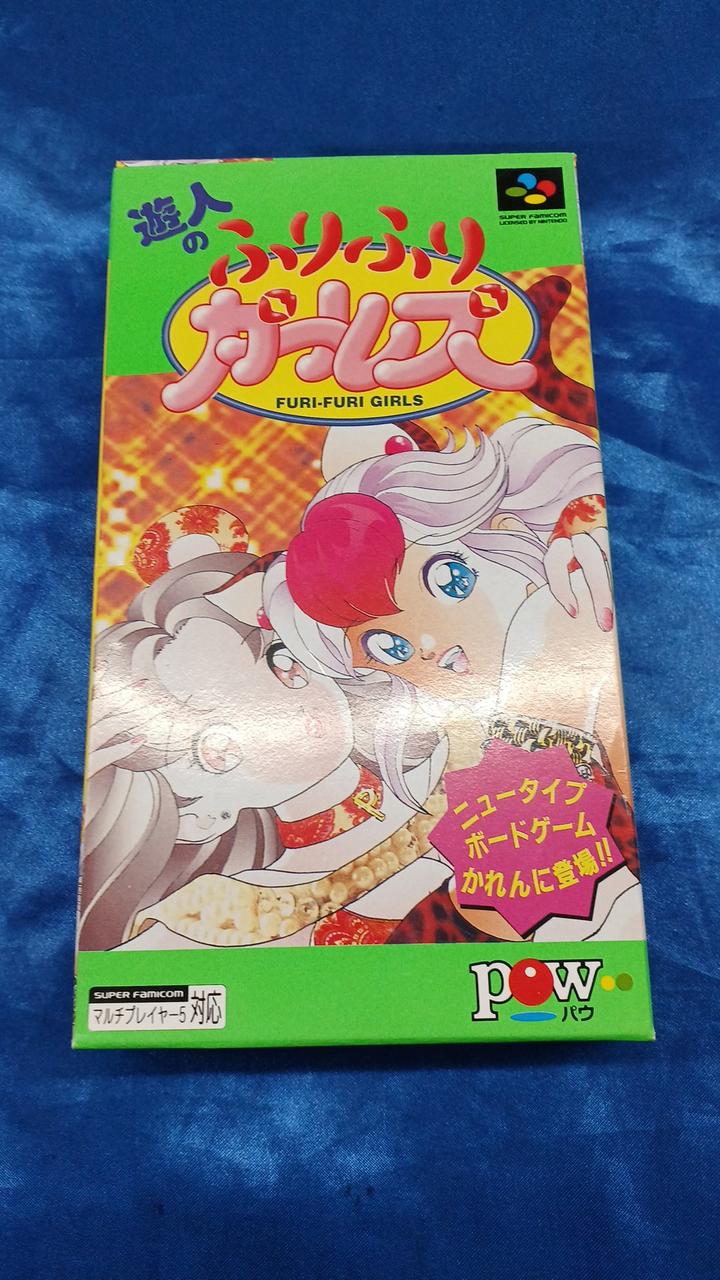 遊人の
ふりふり
ガールズ
FURI-FURI GIRLS
SUPER FAMICOM
LICENSED BY NINTENDO
P
ニュータイプ
ボードゲーム
かれんに登場!!
SUPER FAMICOM
マルチプレイヤー5 対応
pow
パウ